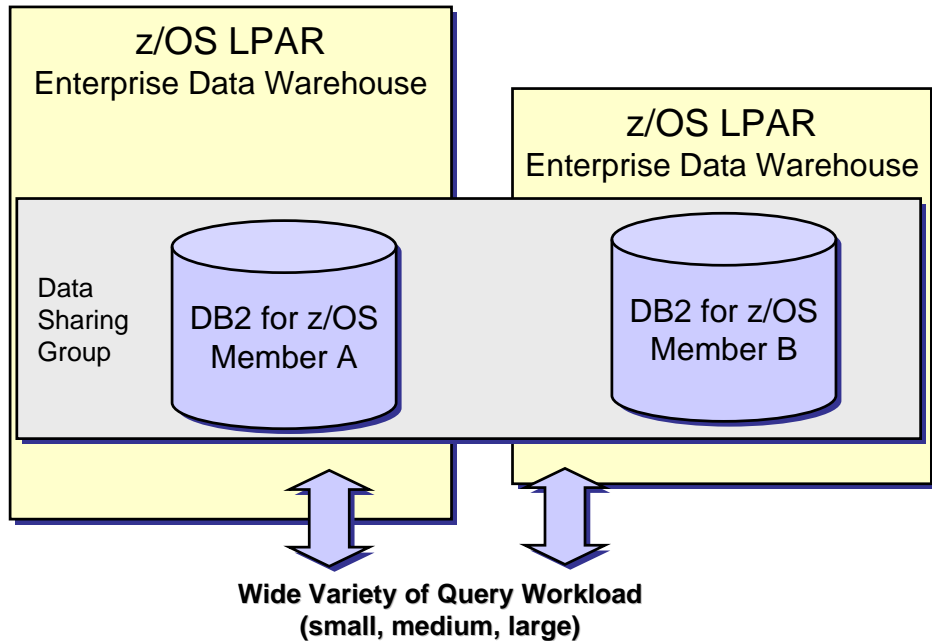 z/OS LPAR
Enterprise Data Warehouse
z/OS LPAR
Enterprise Data Warehouse
Data
Sharing
Group
DB2 for z/OS
Member A
DB2 for z/OS
Member B
Wide Variety of Query Workload
(small, medium, large)